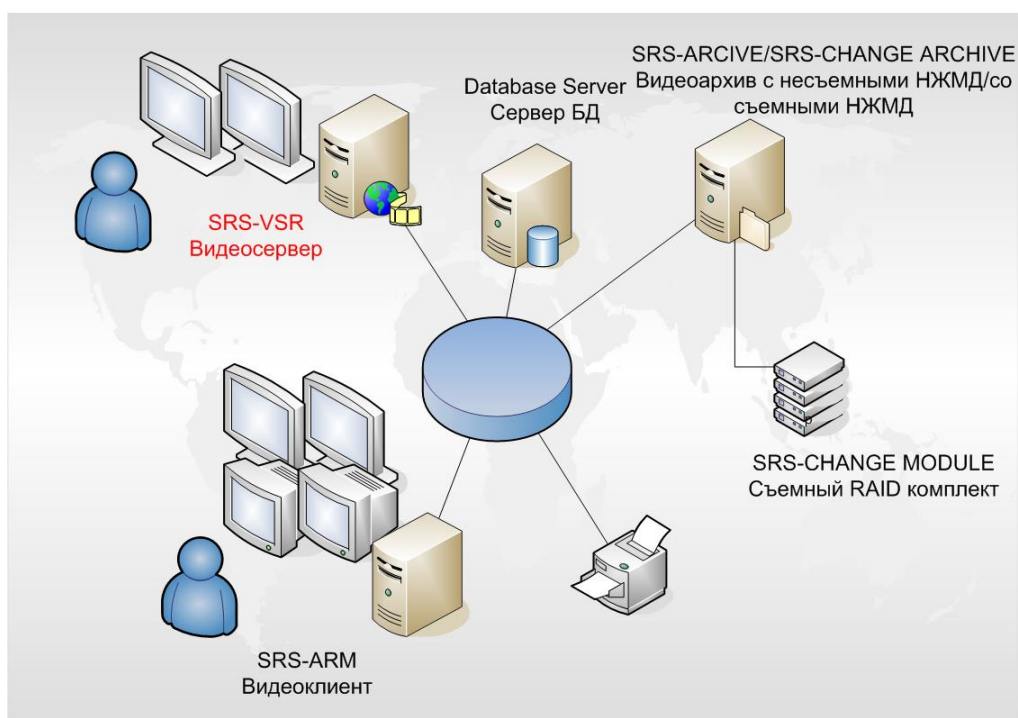 SRS-ARCIVE/SRS-CHANGE ARCHIVE
Видеоархив с несъемными НЖМД/со
съемными НЖМД
Database Server
Сервер БД
SRS-VSR
Видеосервер
SRS-CHANGE MODULE
Съемный RAID комплект
SRS-ARM
Видеоклиент